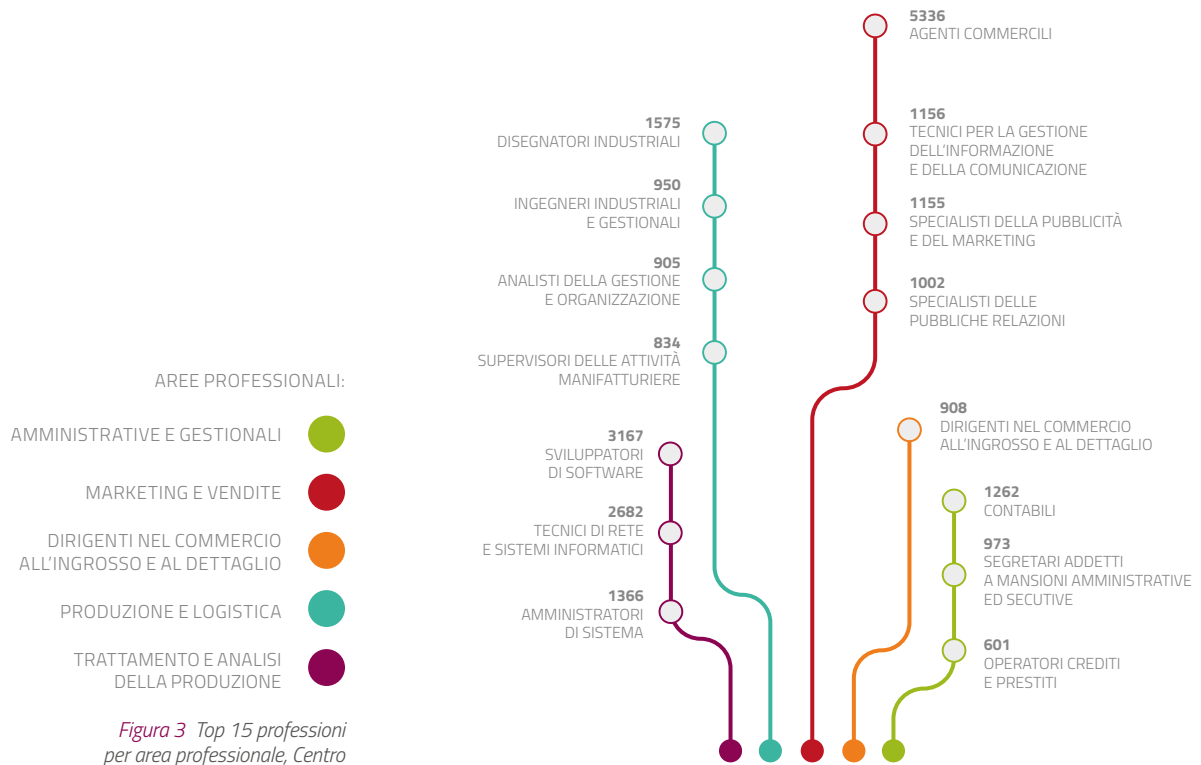 5336
AGENTI COMMERCILI
1156
TECNICI PER LA GESTIONE
DELL'INFORMAZIONE
E DELLA COMUNICAZIONE
1155
SPECIALISTI DELLA PUBBLICITÀ
E DEL MARKETING
1002
SPECIALISTI DELLE
PUBBLICHE RELAZIONI
1575
DISEGNATORI INDUSTRIALI
950
INGEGNERI INDUSTRIALI
E GESTIONALI
905
ANALISTI DELLA GESTIONE
E ORGANIZZAZIONE
834
SUPERVISORI DELLE ATTIVITÀ
MANIFATTURIERE
3167
SVILUPPATORI
DI SOFTWARE
2682
TECNICI DI RETE
E SISTEMI INFORMATICI
1366
AMMINISTRATORI
DI SISTEMA
908
DIRIGENTI NEL COMMERCIO
ALL'INGROSSO E AL DETTAGLIO
1262
CONTABILI
973
SEGRETARI ADDETTI
A MANSIONI AMMINISTRATIVE
ED SECUTIVE
601
OPERATORI CREDITI
E PRESTITI
AREE PROFESSIONALI:
AMMINISTRATIVE E GESTIONALI
MARKETING E VENDITE
DIRIGENTI NEL COMMERCIO
ALL'INGROSSO E AL DETTAGLIO
PRODUZIONE E LOGISTICA
TRATTAMENTO E ANALISI
DELLA PRODUZIONE
Figura 3 Top 15 professioni
per area professionale, Centro